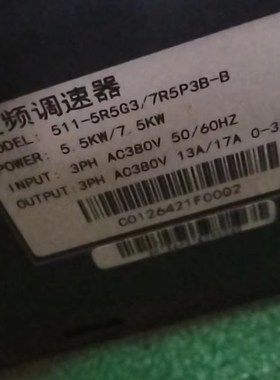 频调速器
ODEL: 511-5R5G3/7R5P3B-B
POWER: 5.5KW/7.5KW
INPUT: 3PH AC380V 50/60HZ
OUTPUT: 3PH AC380V 13A/17A 0-3
C0126421F0002